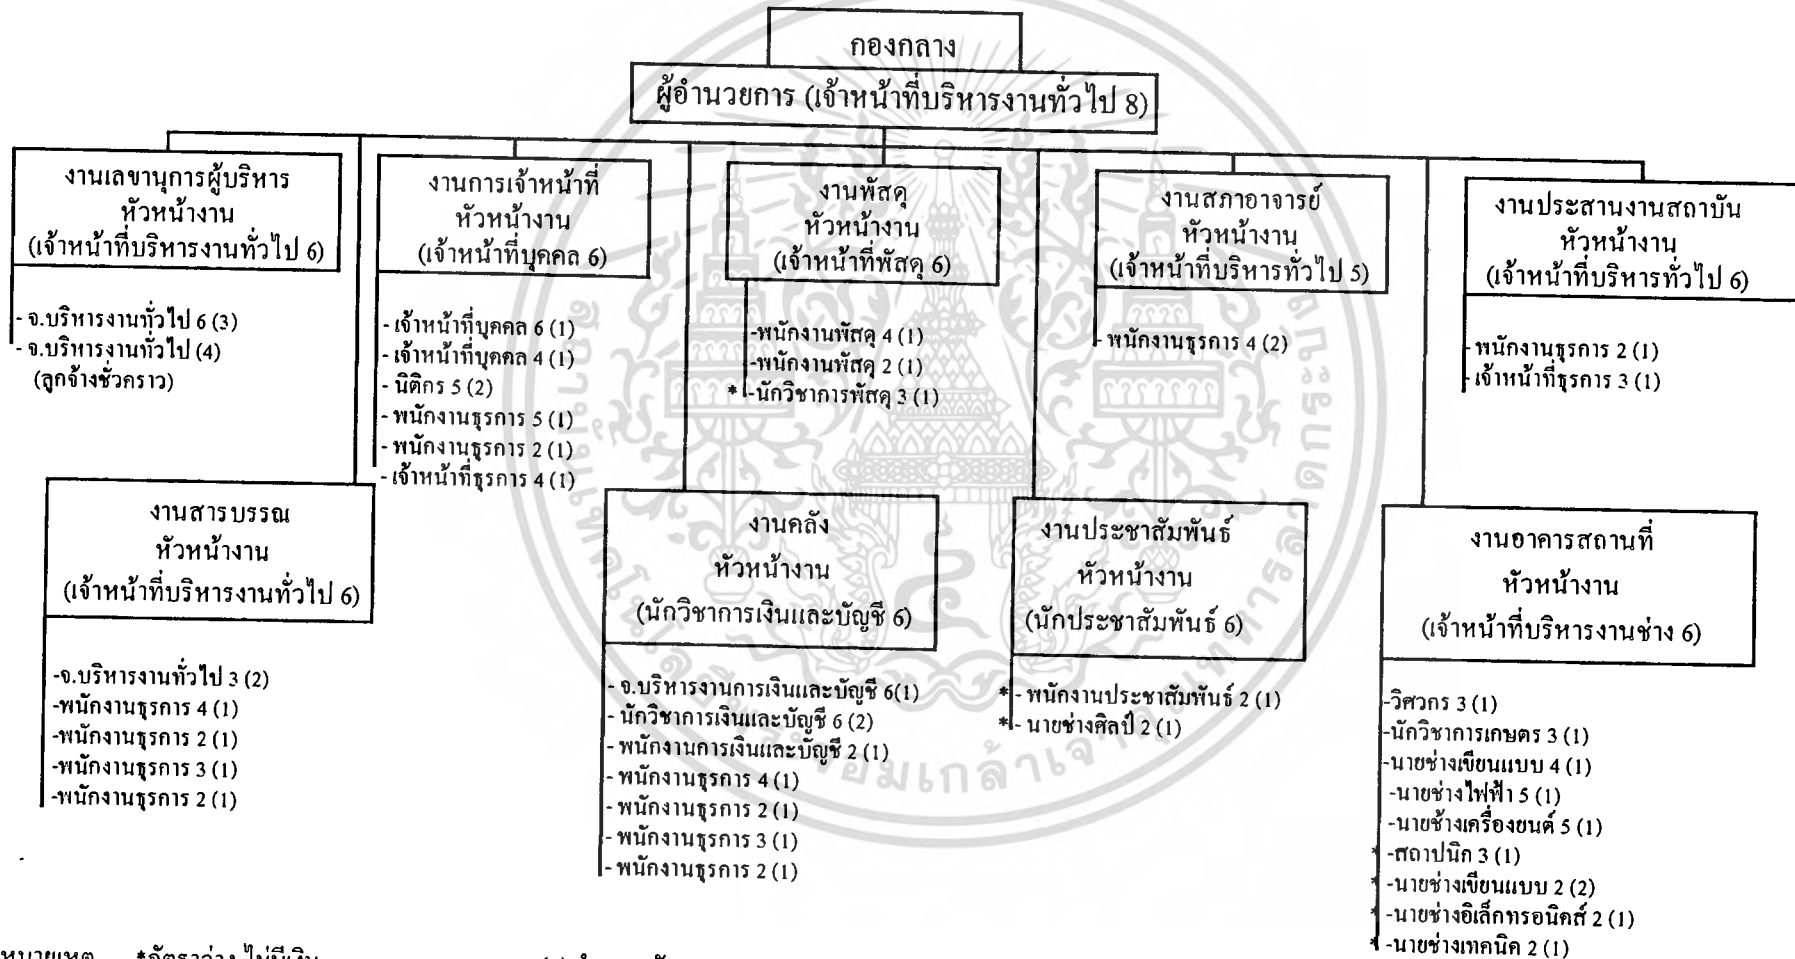 กองกลาง
ผู้อำนวยการ (เจ้าหน้าที่บริหารงานทั่วไป 8)
งานเลขานุการผู้บริหาร
หัวหน้างาน
(เจ้าหน้าที่บริหารงานทั่วไป 6)
- จ.บริหารงานทั่วไป 6 (3)
- จ.บริหารงานทั่วไป (4)
(ลูกจ้างชั่วคราว)
งานการเจ้าหน้าที่
หัวหน้างาน
(เจ้าหน้าที่บุคคล 6)
- เจ้าหน้าที่บุคคล 6 (1)
- เจ้าหน้าที่บุคคล 4 (1)
- นิติกร 5 (2)
- พนักงานธุรการ 5 (1)
- พนักงานธุรการ 2 (1)
- เจ้าหน้าที่ธุรการ 4 (1)
งานพัสดุ
หัวหน้างาน
(เจ้าหน้าที่พัสดุ 6)
-พนักงานพัสดุ 4 (1)
-พนักงานพัสดุ 2 (1)
* -นักวิชาการพัสดุ 3 (1)
งานสภาอาจารย์
หัวหน้างาน
(เจ้าหน้าที่บริหารทั่วไป 5)
- พนักงานธุรการ 4 (2)
งานประสานงานสถาบัน
หัวหน้างาน
(เจ้าหน้าที่บริหารทั่วไป 6)
- พนักงานธุรการ 2 (1)
- เจ้าหน้าที่ธุรการ 3 (1)
งานสารบรรณ
หัวหน้างาน
(เจ้าหน้าที่บริหารงานทั่วไป 6)
-จ.บริหารงานทั่วไป 3 (2)
-พนักงานธุรการ 4 (1)
-พนักงานธุรการ 2 (1)
-พนักงานธุรการ 3 (1)
-พนักงานธุรการ 2 (1)
งานคลัง
หัวหน้างาน
(นักวิชาการเงินและบัญชี 6)
- จ.บริหารงานการเงินและบัญชี 6(1)
- นักวิชาการเงินและบัญชี 6 (2)
- พนักงานการเงินและบัญชี 2 (1)
- พนักงานธุรการ 4 (1)
- พนักงานธุรการ 2 (1)
- พนักงานธุรการ 3 (1)
- พนักงานธุรการ 2 (1)
งานประชาสัมพันธ์
หัวหน้างาน
(นักประชาสัมพันธ์ 6)
* - พนักงานประชาสัมพันธ์ 2 (1)
* - นายช่างศิลป์ 2 (1)
งานอาคารสถานที่
หัวหน้างาน
(เจ้าหน้าที่บริหารงานช่าง 6)
-วิศวกร 3 (1)
-นักวิชาการเกษตร 3 (1)
-นายช่างเขียนแบบ 4 (1)
-นายช่างไฟฟ้า 5 (1)
-นายช้างเครื่องยนต์ 5 (1)
* -สถาปนิก 3 (1)
* -นายช่างเขียนแบบ 2 (2)
* -นายช่างอิเล็กทรอนิคส์ 2 (1)
* -นายช่างเทคนิค 2 (1)